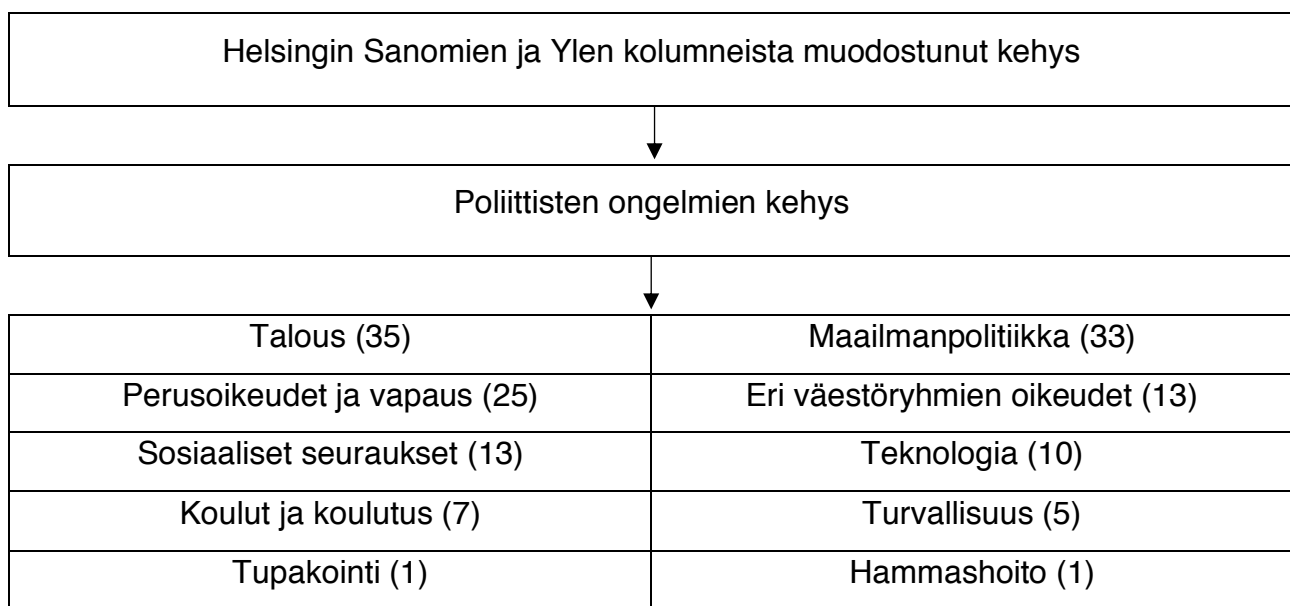 Helsingin Sanomien ja Ylen kolumneista muodostunut kehys
Poliittisten ongelmien kehys
Talous (35)
Maailmanpolitiikka (33)
Perusoikeudet ja vapaus (25)
Eri väestöryhmien oikeudet (13)
Sosiaaliset seuraukset (13)
Teknologia (10)
Koulut ja koulutus (7)
Turvallisuus (5)
Tupakointi (1)
Hammashoito (1)